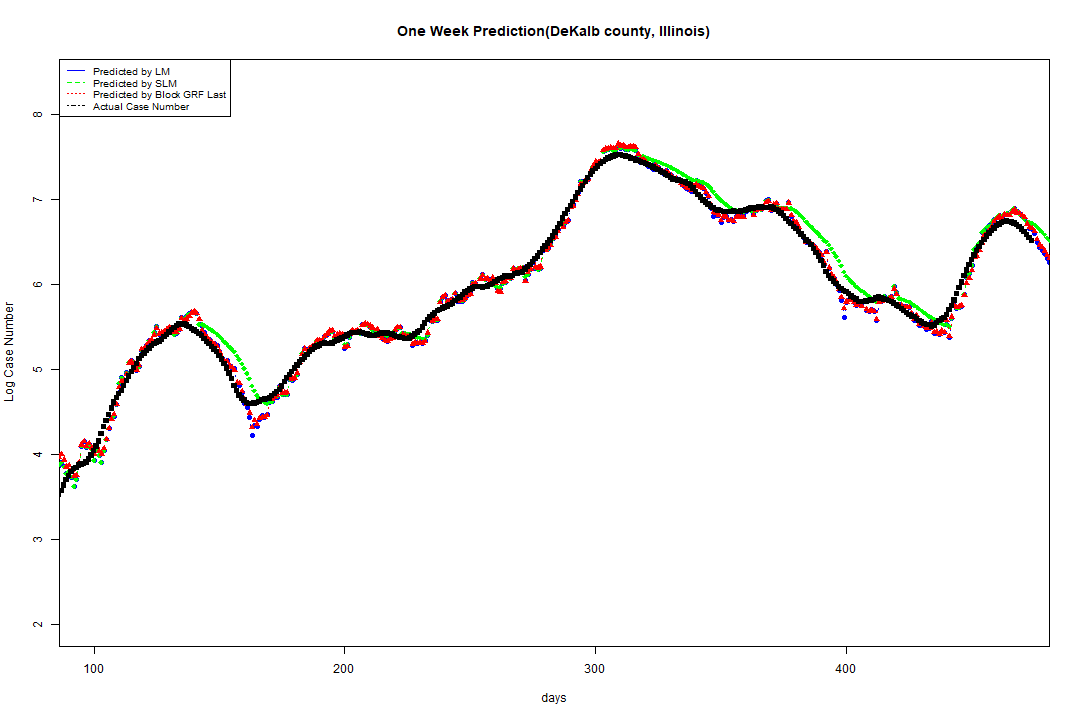 One Week Prediction(DeKalb county, Illinois)
Predicted by LM
Predicted by SLM
Predicted by Block GRF Last
Actual Case Number
8
7
6
5
4
3
2
Log Case Number
100 200 300 400
days